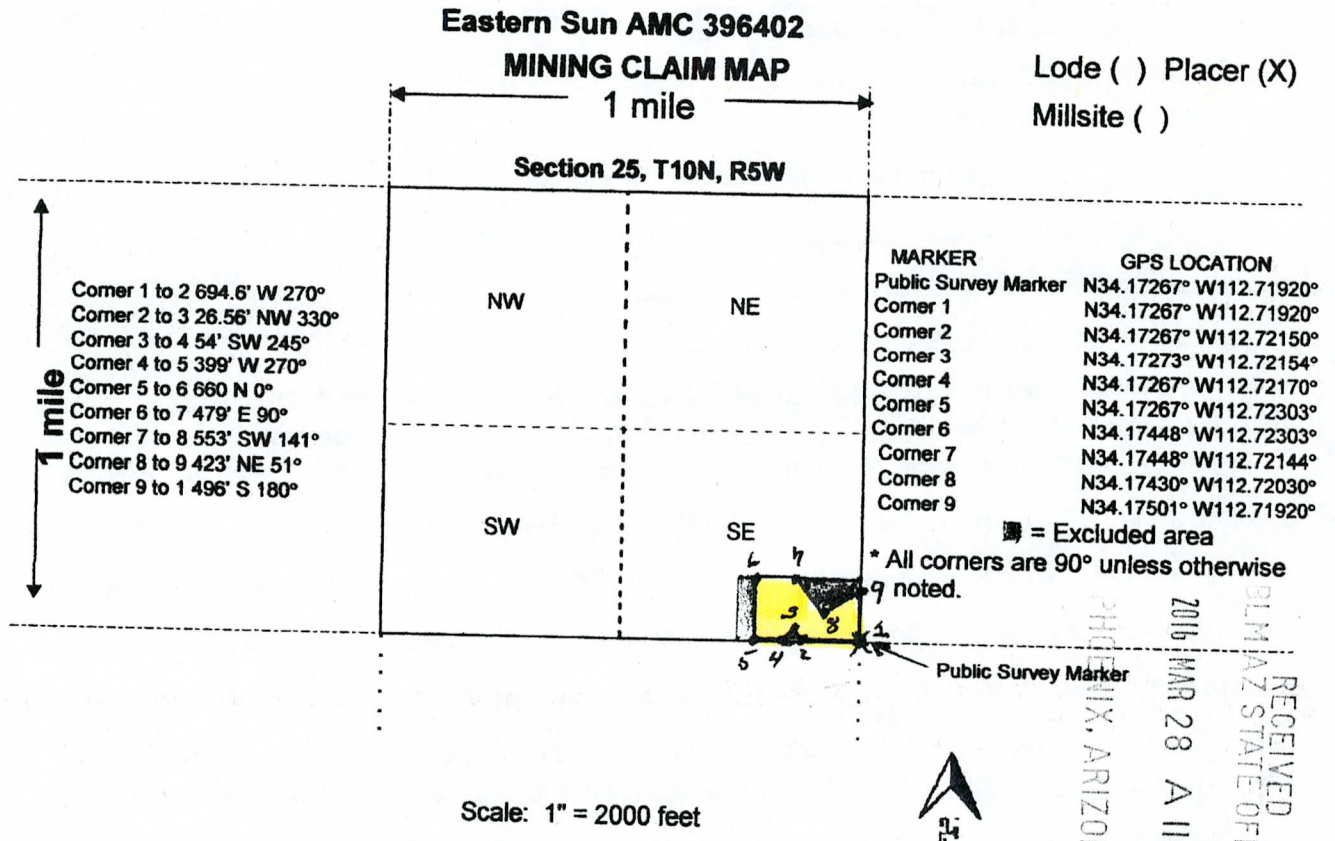 Eastern Sun AMC 396402
MINING CLAIM MAP
Lode ( ) Placer (X)
Millsite ( )
1 mile
Section 25, T10N, R5W
1 mile
Corner 1 to 2 694.6' W 270°
Corner 2 to 3 26.56' NW 330°
Corner 3 to 4 54' SW 245°
Corner 4 to 5 399' W 270°
Corner 5 to 6 660 N 0°
Corner 6 to 7 479' E 90°
Corner 7 to 8 553' SW 141°
Corner 8 to 9 423' NE 51°
Corner 9 to 1 496' S 180°
NW
NE
SW
SE
MARKER GPS LOCATION
Public Survey Marker N34.17267° W112.71920°
Corner 1 N34.17267° W112.71920°
Corner 2 N34.17267° W112.72150°
Corner 3 N34.17273° W112.72154°
Corner 4 N34.17267° W112.72170°
Corner 5 N34.17267° W112.72303°
Corner 6 N34.17448° W112.72303°
Corner 7 N34.17448° W112.72144°
Corner 8 N34.17430° W112.72030°
Corner 9 N34.17501° W112.71920°
= Excluded area
* All corners are 90° unless otherwise
noted.
6 7 9
3 8 1
5 4 2
Public Survey Marker
Scale: 1" = 2000 feet
RECEIVED
BLM AZ STATE OF
2016 MAR 28 A 11
PHOENIX, ARIZO